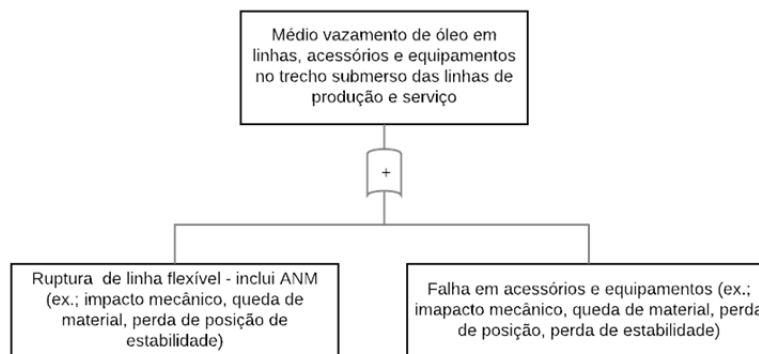 Médio vazamento de óleo em
linhas, acessórios e equipamentos
no trecho submerso das linhas de
produção e serviço
+
Ruptura de linha flexível - inclui ANM
(ex.; impacto mecânico, queda de
material, perda de posição de
estabilidade)
Falha em acessórios e equipamentos (ex.;
imapacto mecânico, queda de material, perda
de posição, perda de estabilidade)